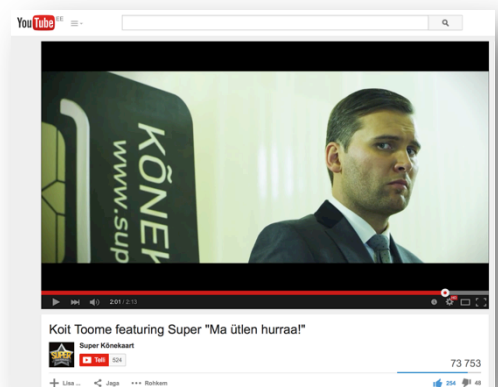 YouTube EE
KÕNEK
www.sup
2:01 / 2:13
Koit Toome featuring Super "Ma ütlen hurraa!"
SUPER
Super Kõnekaart
Telli 524
73 753
Lisa ... Jaga Rohkem
254 48